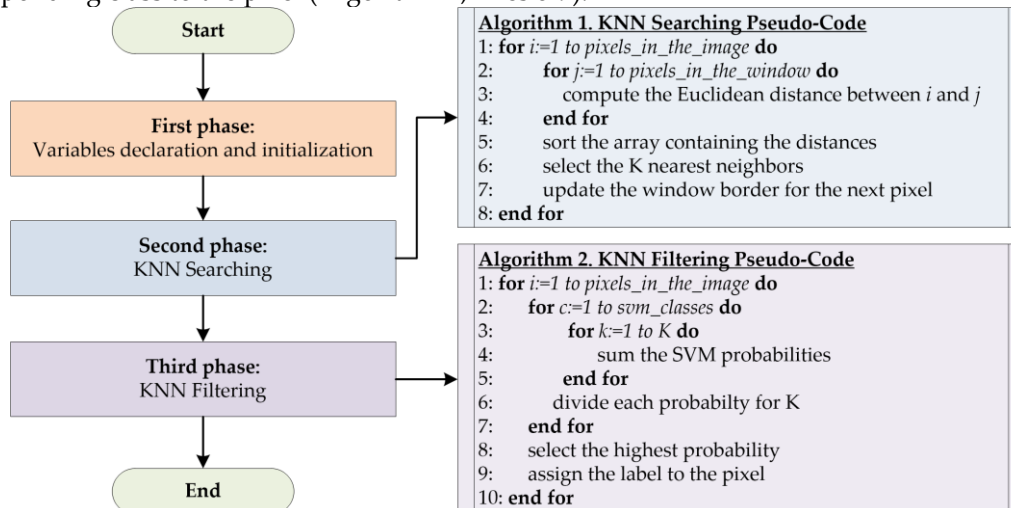 Start
First phase:
Variables declaration and initialization
Second phase:
KNN Searching
Third phase:
KNN Filtering
End
Algorithm 1. KNN Searching Pseudo-Code
1: for i:=1 to pixels_in_the_image do
2: for j:=1 to pixels_in_the_window do
3: compute the Euclidean distance between i and j
4: end for
5: sort the array containing the distances
6: select the K nearest neighbors
7: update the window border for the next pixel
8: end for
Algorithm 2. KNN Filtering Pseudo-Code
1: for i:=1 to pixels_in_the_image do
2: for c:=1 to svm_classes do
3: for k:=1 to K do
4: sum the SVM probabilities
5: end for
6: divide each probabilty for K
7: end for
8: select the highest probability
9: assign the label to the pixel
10: end for